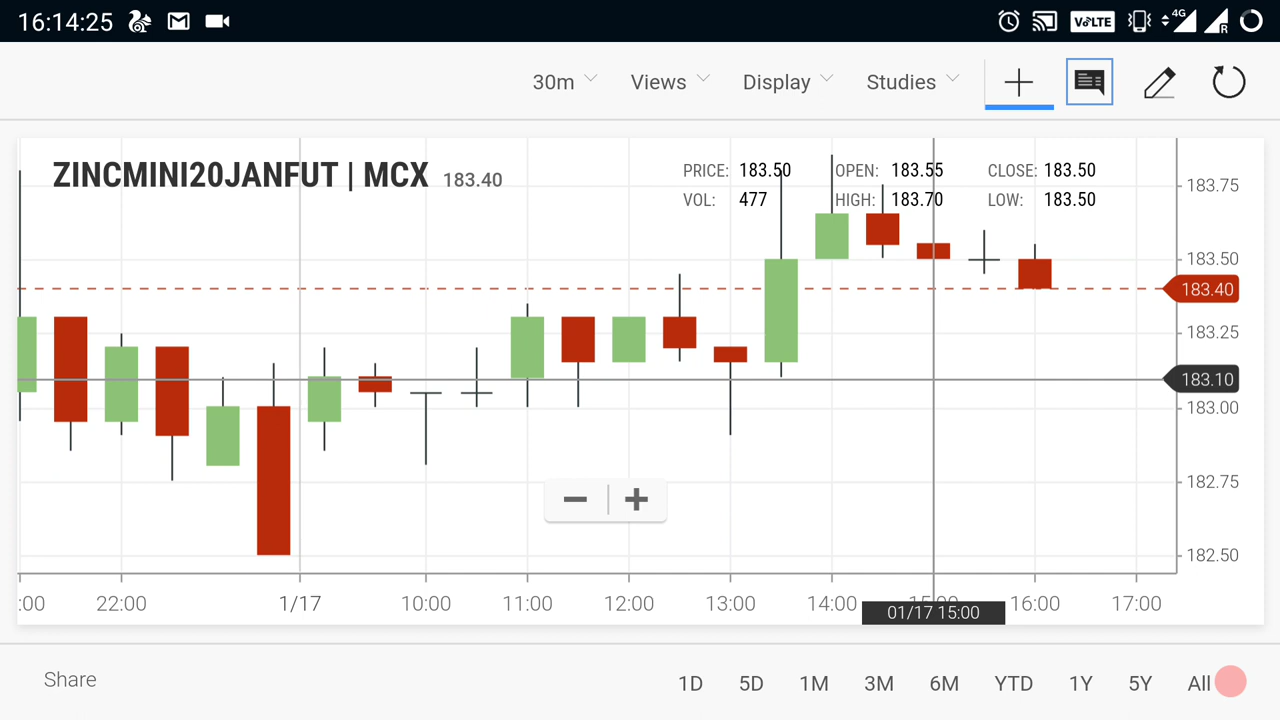 16:14:25
VoLTE 4G R
30m Views Display Studies
ZINCMINI20JANFUT | MCX 183.40
PRICE: 183.50 OPEN: 183.55 CLOSE: 183.50
VOL: 477 HIGH: 183.70 LOW: 183.50
183.75
183.50
183.40
183.25
183.10
183.00
182.75
182.50
:00 22:00 1/17 10:00 11:00 12:00 13:00 14:00 15:00 16:00 17:00
01/17 15:00
Share 1D 5D 1M 3M 6M YTD 1Y 5Y All